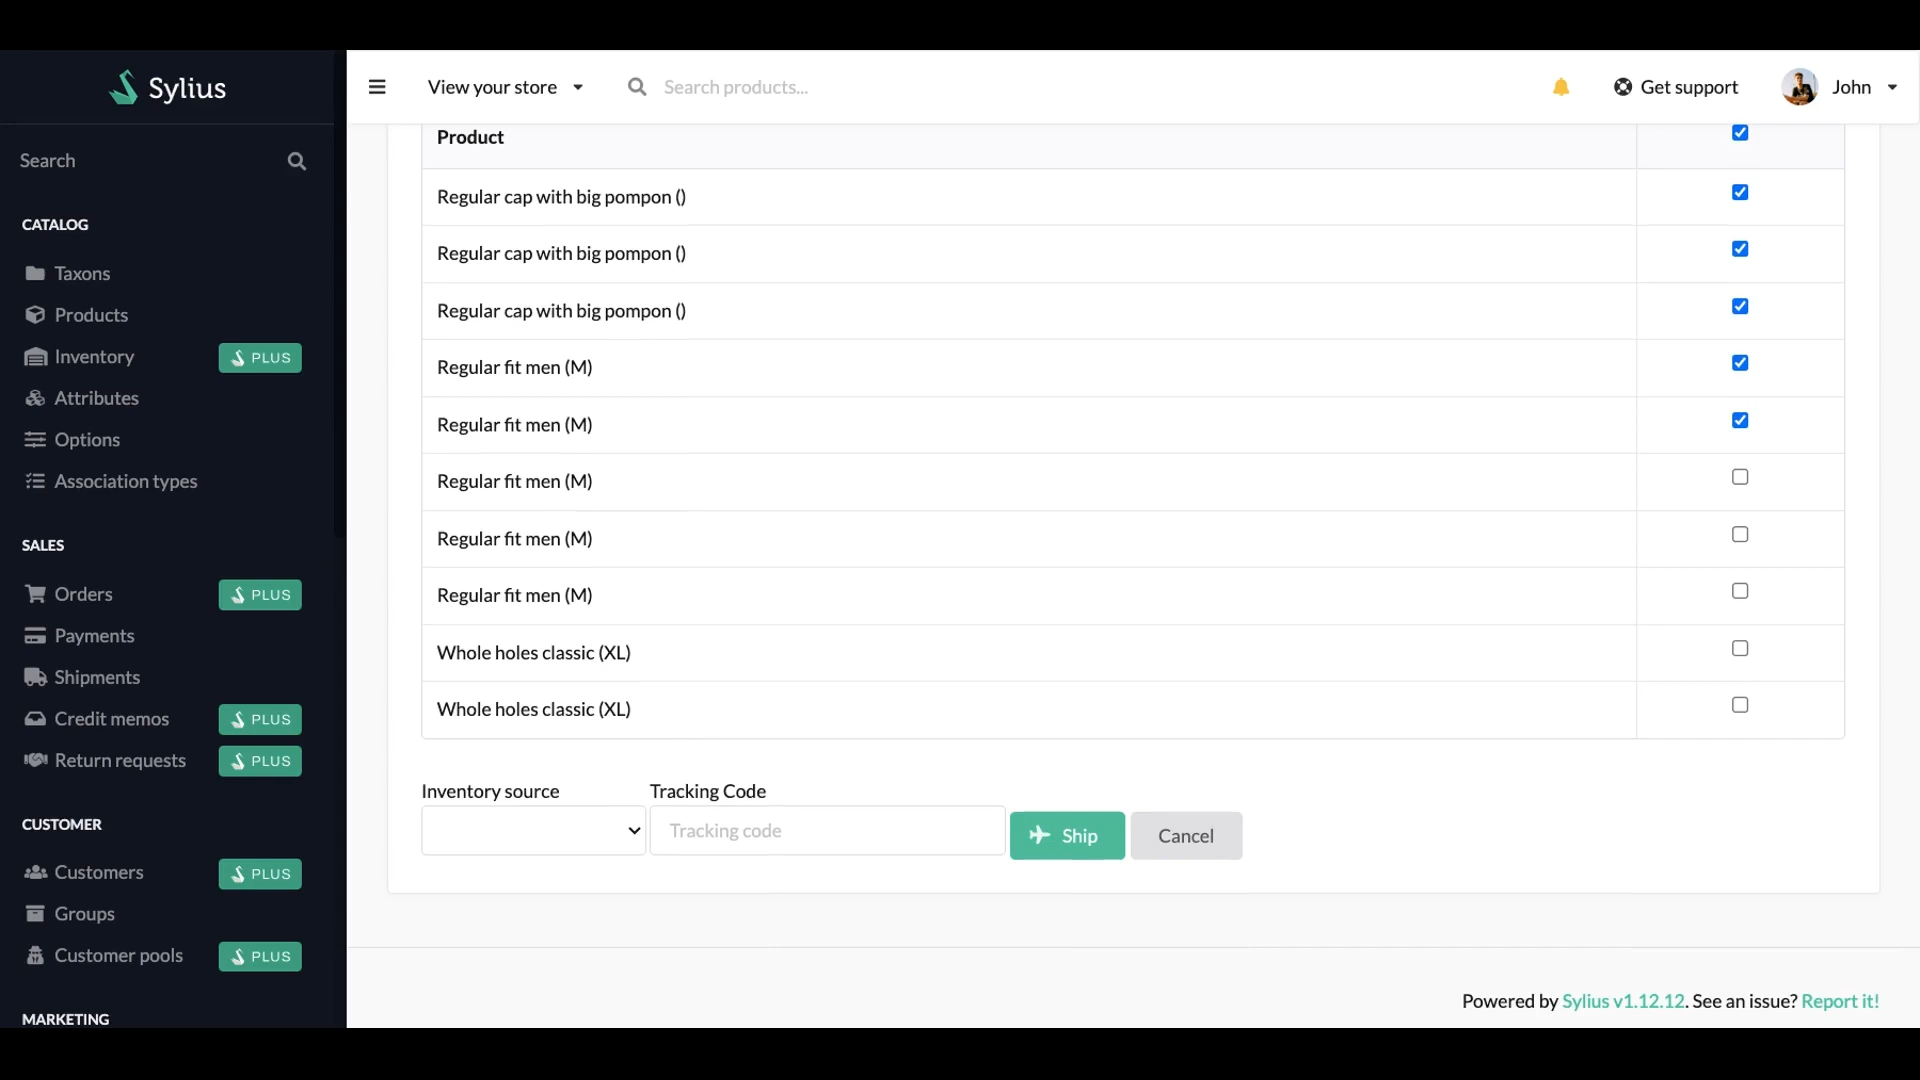 Sylius
View your store
Search products...
Get support
John
Search
CATALOG
Taxons
Products
Inventory PLUS
Attributes
Options
Association types
SALES
Orders PLUS
Payments
Shipments
Credit memos PLUS
Return requests PLUS
CUSTOMER
Customers PLUS
Groups
Customer pools PLUS
MARKETING
Product
Regular cap with big pompon ()
Regular cap with big pompon ()
Regular cap with big pompon ()
Regular fit men (M)
Regular fit men (M)
Regular fit men (M)
Regular fit men (M)
Regular fit men (M)
Whole holes classic (XL)
Whole holes classic (XL)
Inventory source
Tracking Code
Tracking code
Ship
Cancel
Powered by Sylius v1.12.12. See an issue? Report it!